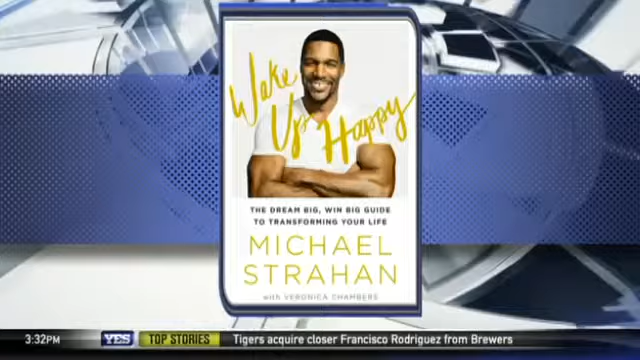 Wake
Up Happy
THE DREAM BIG, WIN BIG GUIDE
TO TRANSFORMING YOUR LIFE
MICHAEL
STRAHAN
with VERONICA CHAMBERS
3:32PM YES TOP STORIES Tigers acquire closer Francisco Rodriguez from Brewers